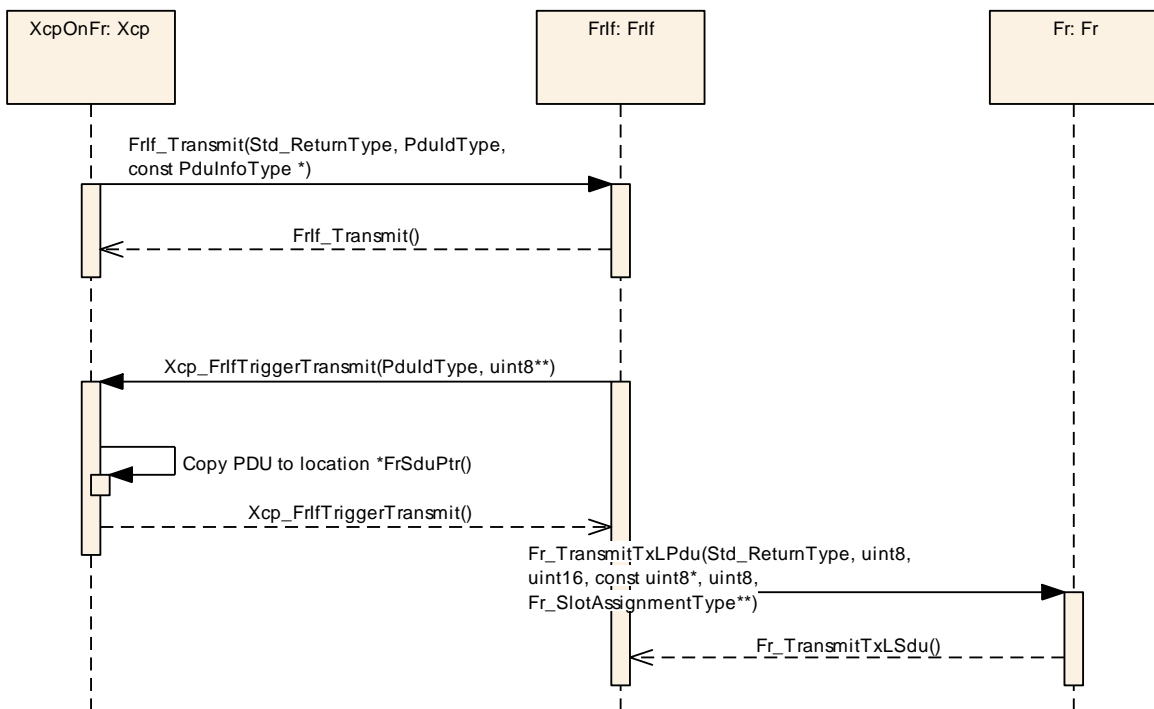 XcpOnFr: Xcp
FrIf: FrIf
Fr: Fr
FrIf_Transmit(Std_ReturnType, PduIdType,
const PduInfoType *)
FrIf_Transmit()
Xcp_FrIfTriggerTransmit(PduIdType, uint8**)
Copy PDU to location *FrSduPtr()
Xcp_FrIfTriggerTransmit()
Fr_TransmitTxLPdu(Std_ReturnType, uint8,
uint16, const uint8*, uint8,
Fr_SlotAssignmentType**)
Fr_TransmitTxLSdu()